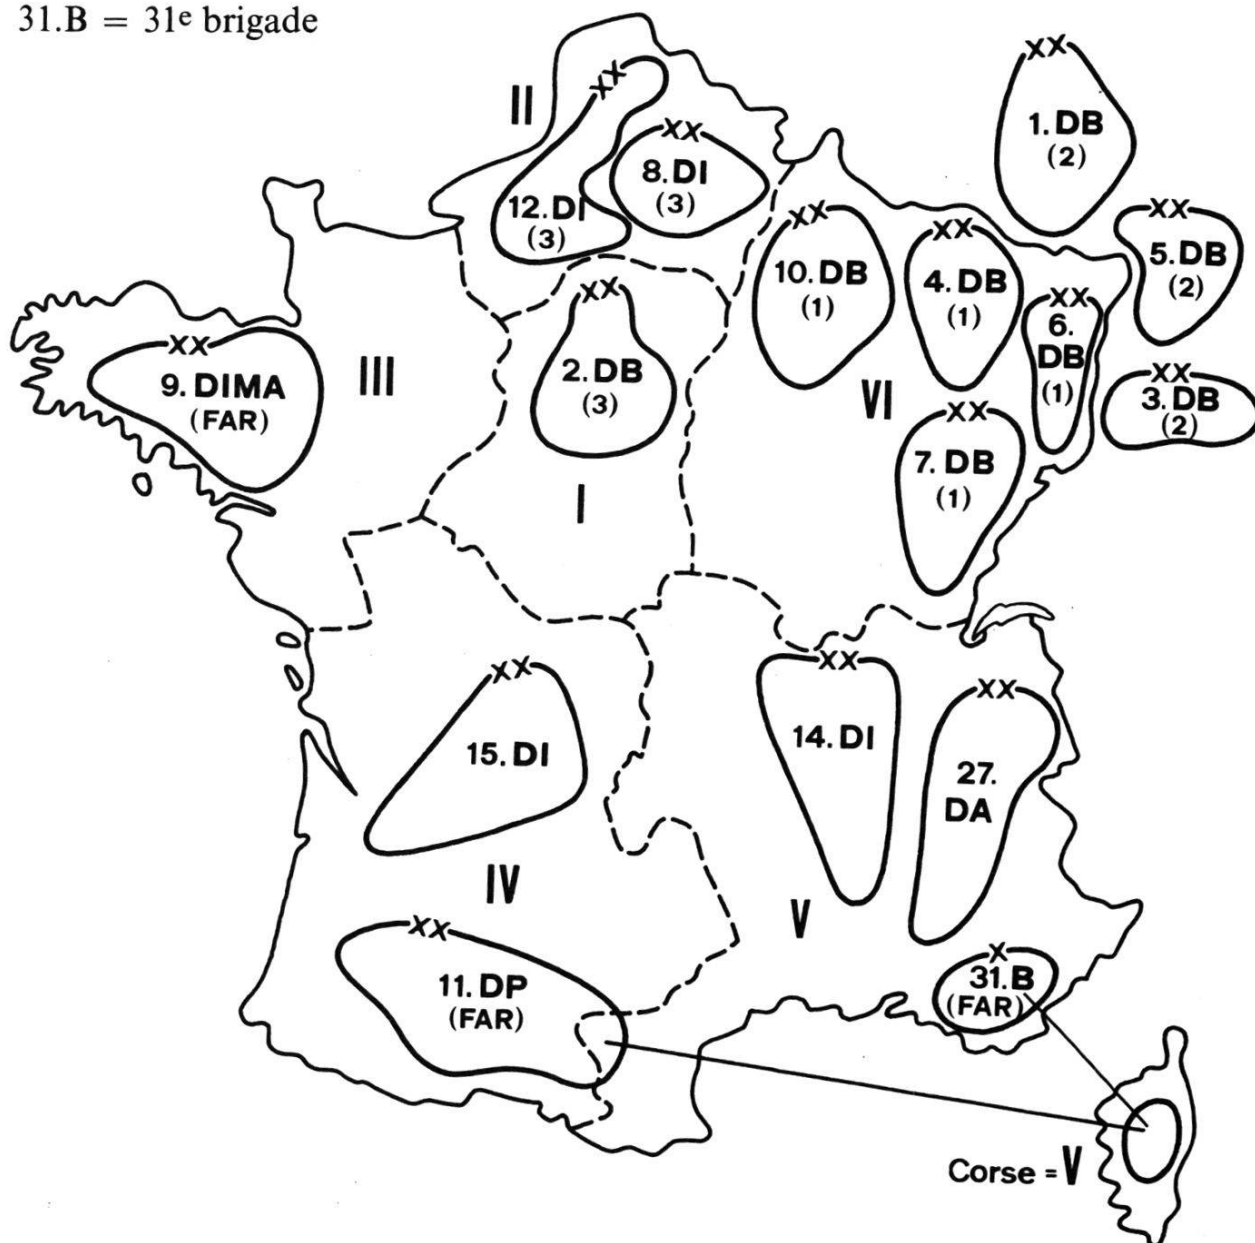 31.B = 31e brigade
XX
1.DB
(2)
XX
II
XX
8.DI
(3)
12.DI
(3)
XX
10.DB
(1)
XX
4.DB
(1)
XX
5.DB
(2)
XX
6.
DB
(1)
XX
2.DB
(3)
XX
9. DIMA
(FAR)
III
XX
3.DB
(2)
VI
XX
7. DB
(1)
I
XX
15. DI
XX
14. DI
XX
27.
DA
IV
V
XX
11. DP
(FAR)
X
31.B
(FAR)
Corse = V